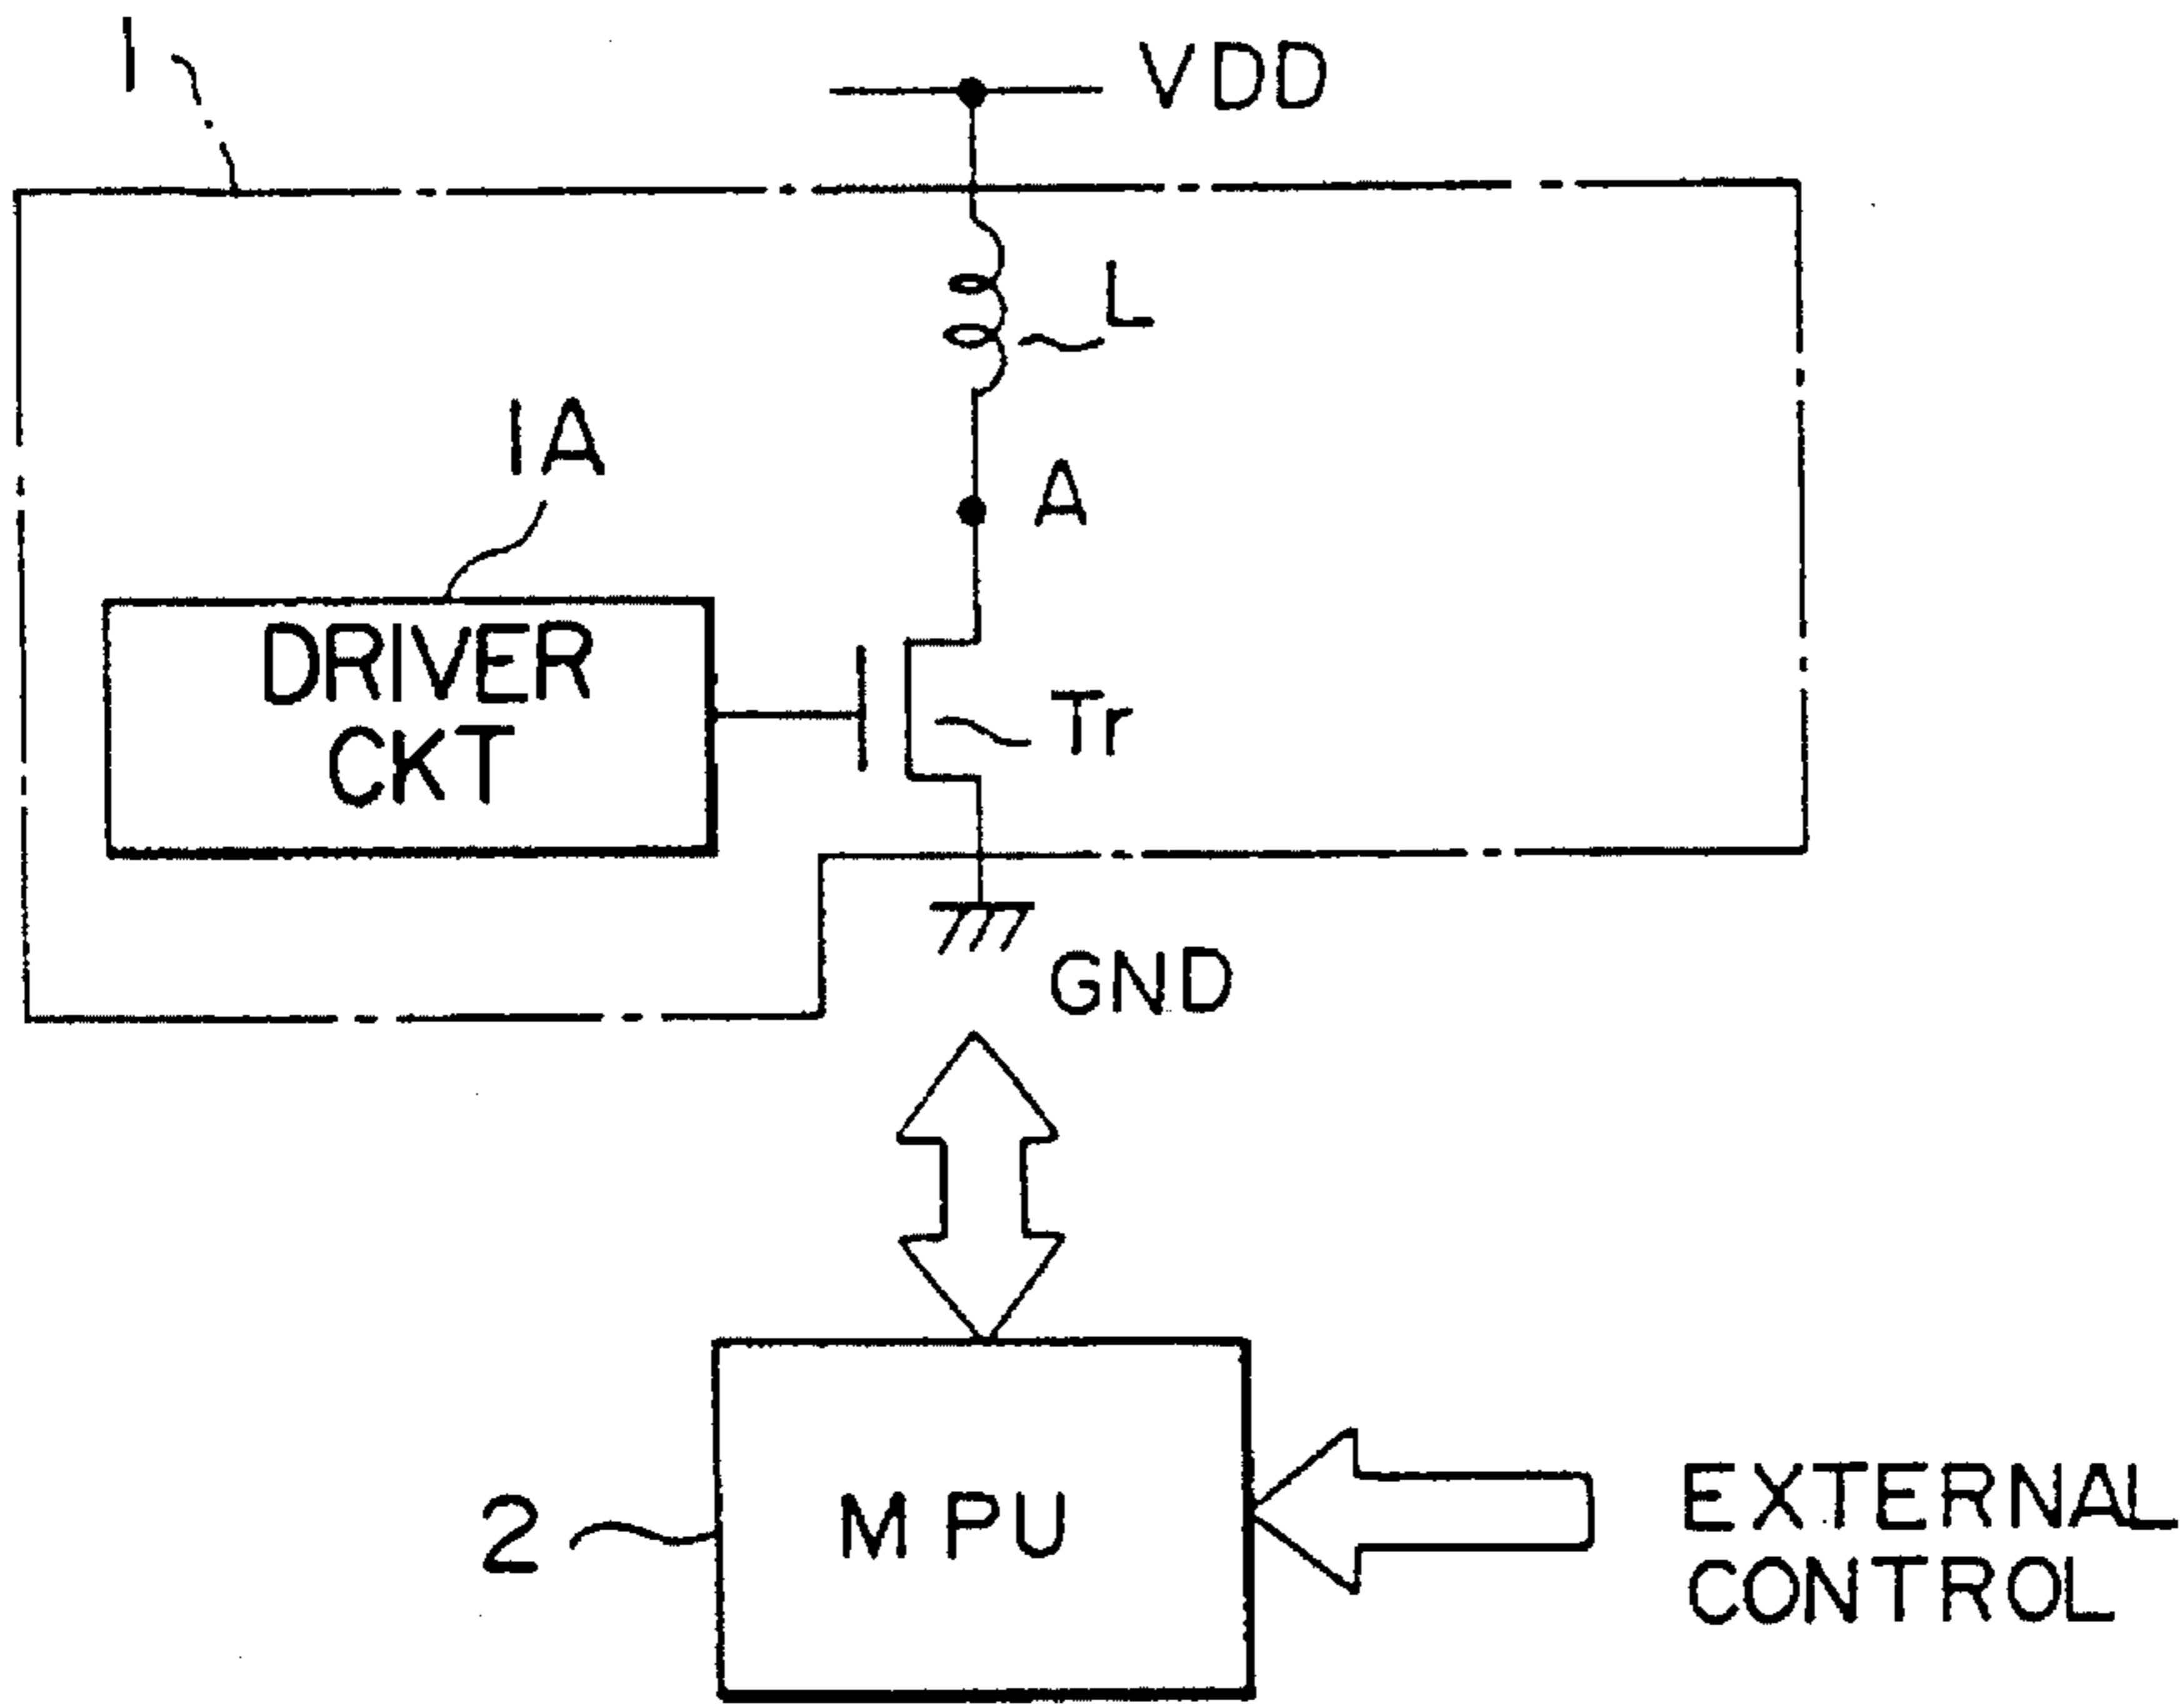 1
VDD
L
1A
A
DRIVER
CKT
Tr
GND
2
MPU
EXTERNAL
CONTROL